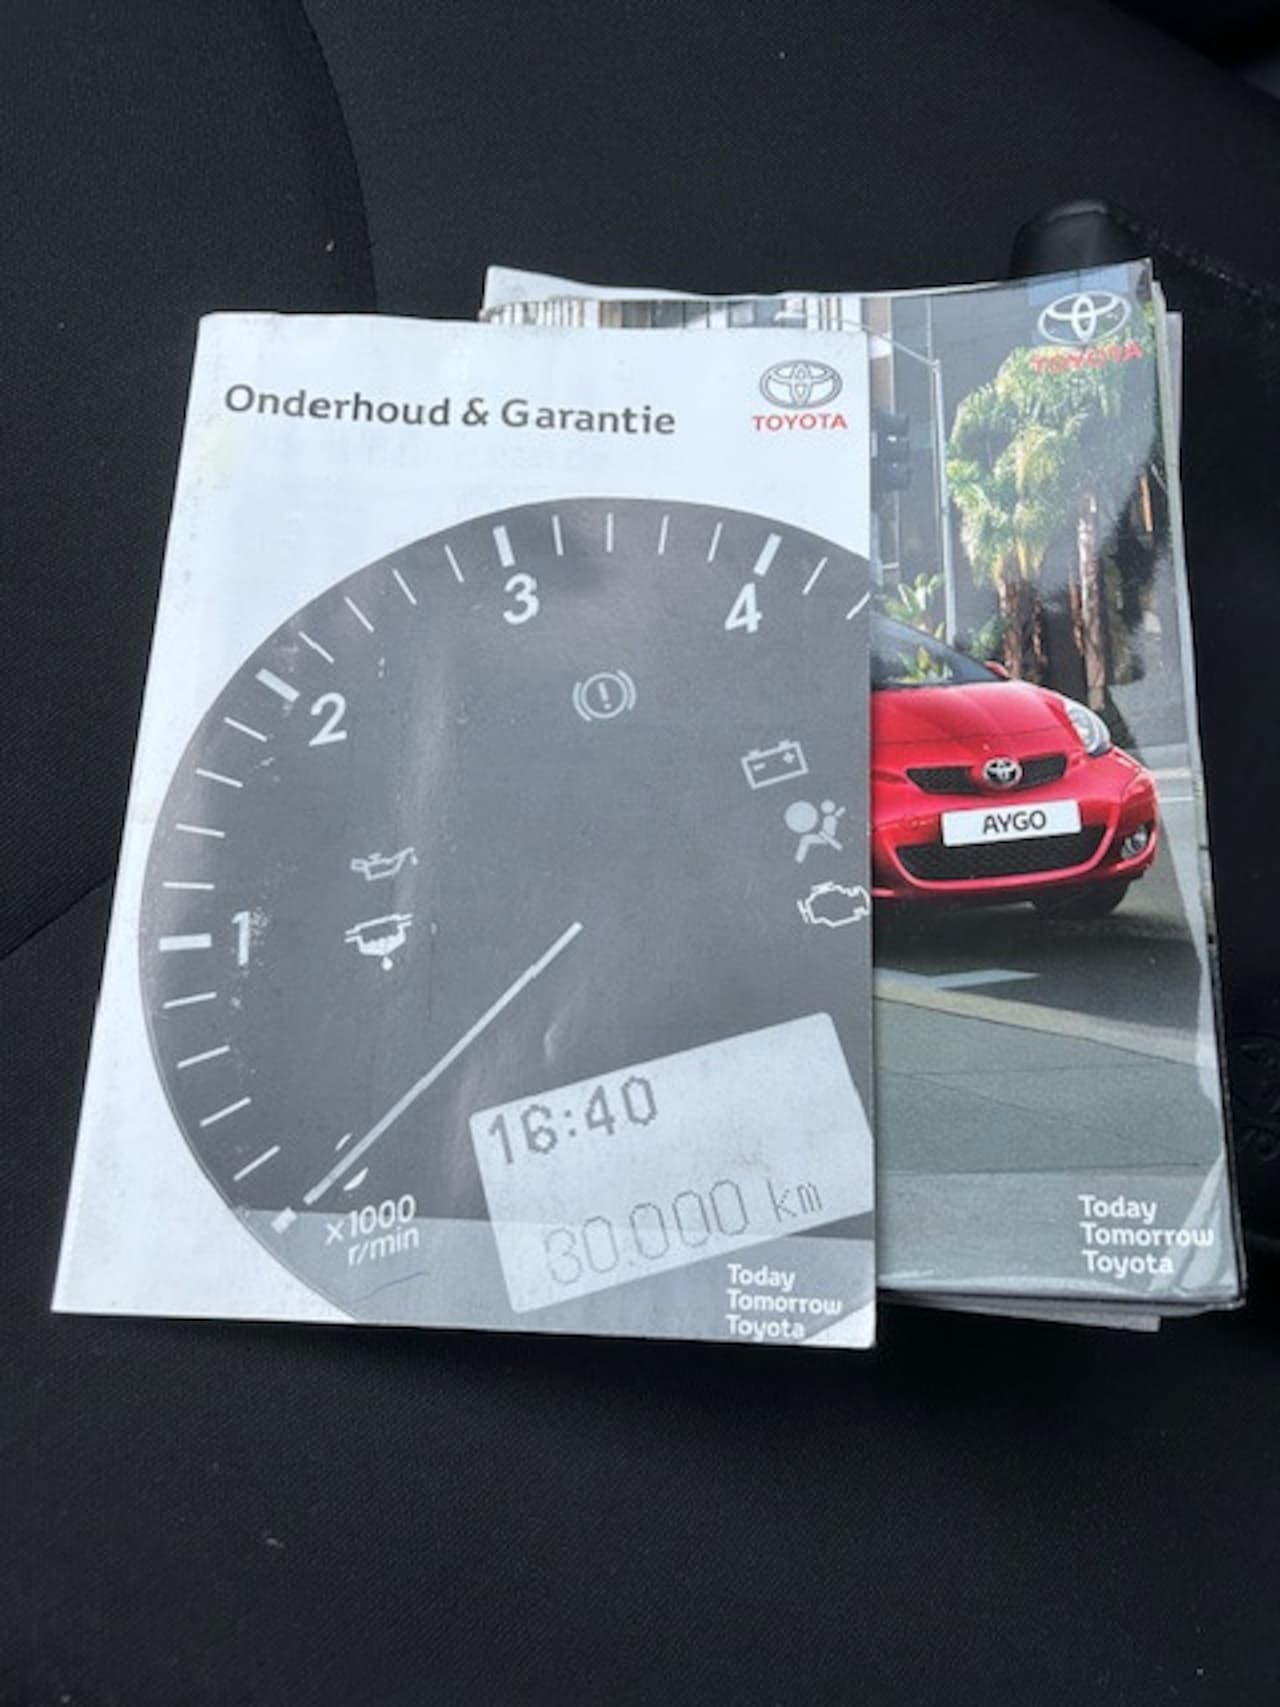 Onderhoud & Garantie
TOYOTA
3
4
2
1
x1000
r/min
16:40
30.000 km
Today
Tomorrow
Toyota
TOYOTA
AYGO
Today
Tomorrow
Toyota